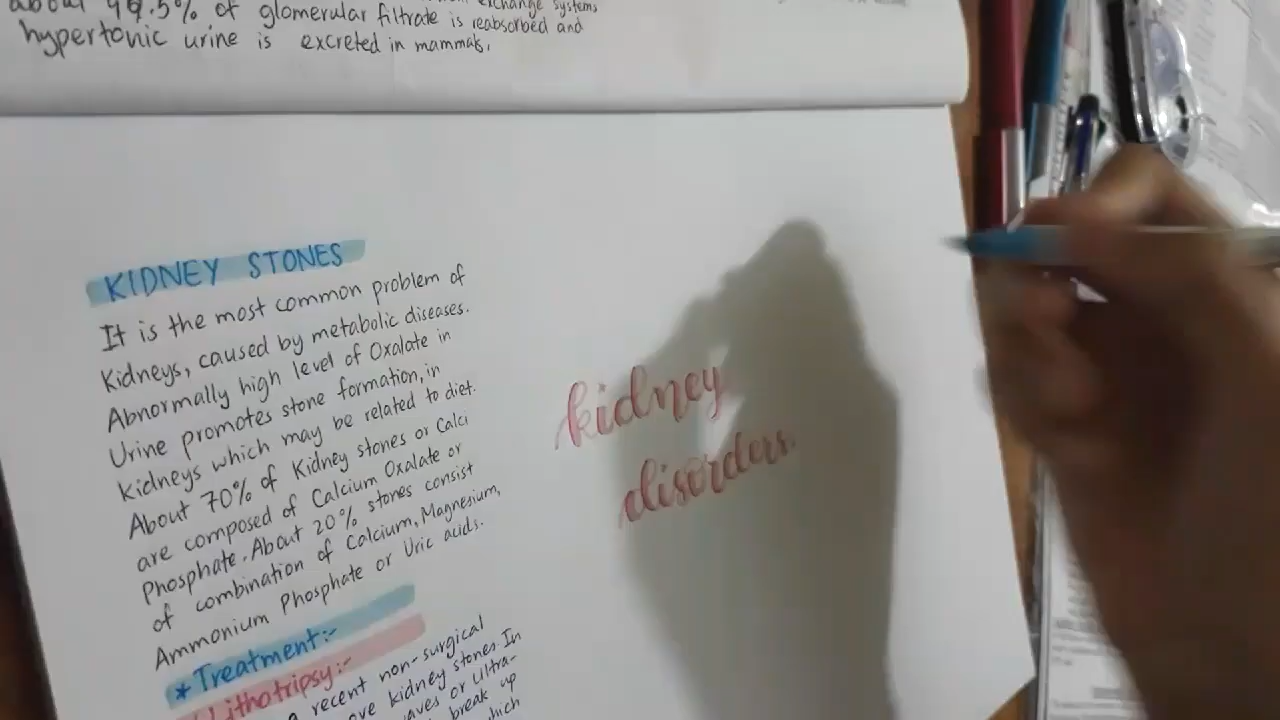 about 99.5% of glomerular filtrate is reabsorbed and
exchange systems
hypertonic urine is excreted in mammals.
KIDNEY STONES
It is the most common problem of
Kidneys, caused by metabolic diseases.
Abnormally high level of Oxalate in
Urine promotes stone formation, in
Kidneys which may be related to diet.
About 70% of Kidney stones or Calci
are composed of Calcium Oxalate or
Phosphate. About 20% stones consist
of combination of Calcium, Magnesium,
Ammonium Phosphate or Uric acids.
* Treatment:-
Lithotripsy:-
a recent non-surgical
kidney stones. In
waves or Ultra-
break up
which
kidney
disorders.